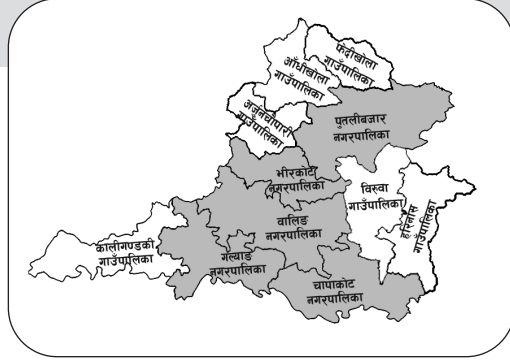 फेदीखोला
गाउँपालिका
आँधीखोला
गाउँपालिका
अर्जुनचौपारी
गाउँपालिका
पुतलीबजार
नगरपालिका
भीरकोट
नगरपालिका
विरुवा
गाउँपालिका
हरिनास
गाउँपालिका
वालिङ
नगरपालिका
कालीगण्डकी
गाउँपालिका
गल्याङ
नगरपालिका
चापाकोट
नगरपालिका